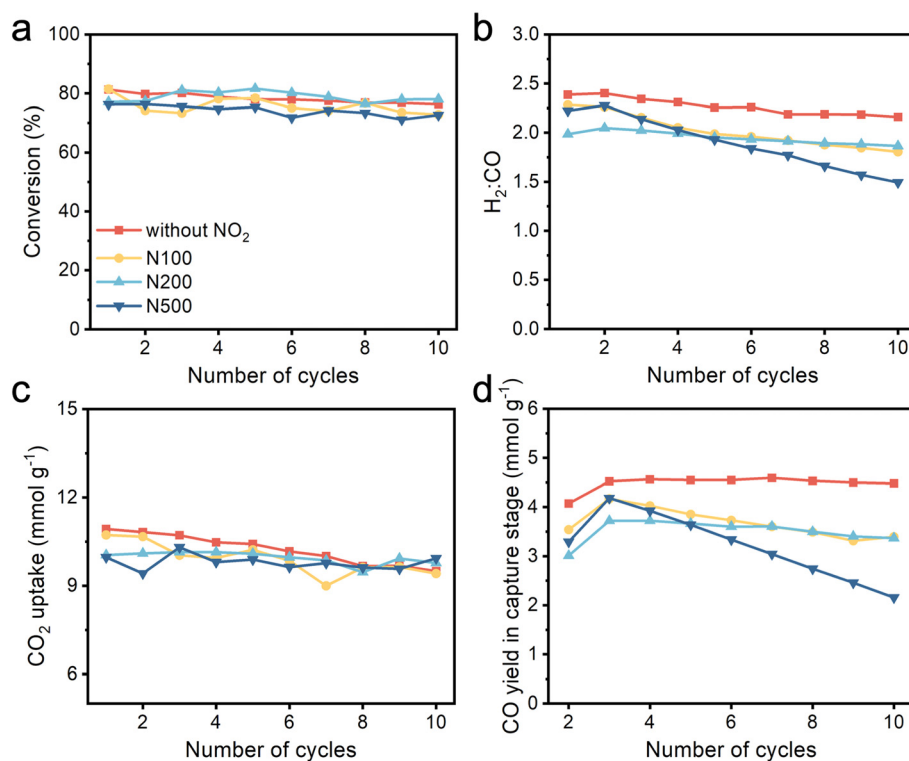 a
100
80
60
40
20
0
Conversion (%)
without NO₂
N100
N200
N500
2 4 6 8 10
Number of cycles
b
3.0
2.5
2.0
1.5
1.0
0.5
0.0
H₂:CO
2 4 6 8 10
Number of cycles
c
15
12
9
6
CO₂ uptake (mmol g⁻¹)
2 4 6 8 10
Number of cycles
d
6
5
4
3
2
1
0
CO yield in capture stage (mmol g⁻¹)
2 4 6 8 10
Number of cycles